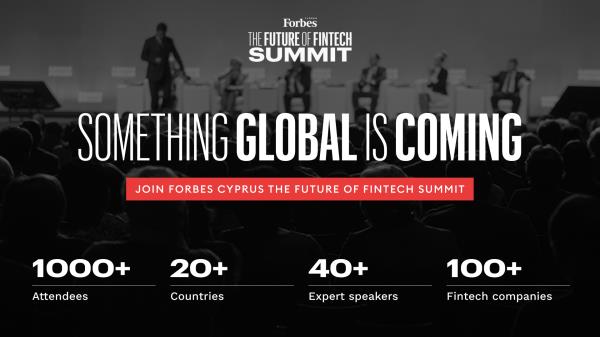 Forbes
THE FUTURE OF FINTECH
SUMMIT
SOMETHING GLOBAL IS COMING
JOIN FORBES CYPRUS THE FUTURE OF FINTECH SUMMIT
1000+ 20+ 40+ 100+
Attendees Countries Expert speakers Fintech companies